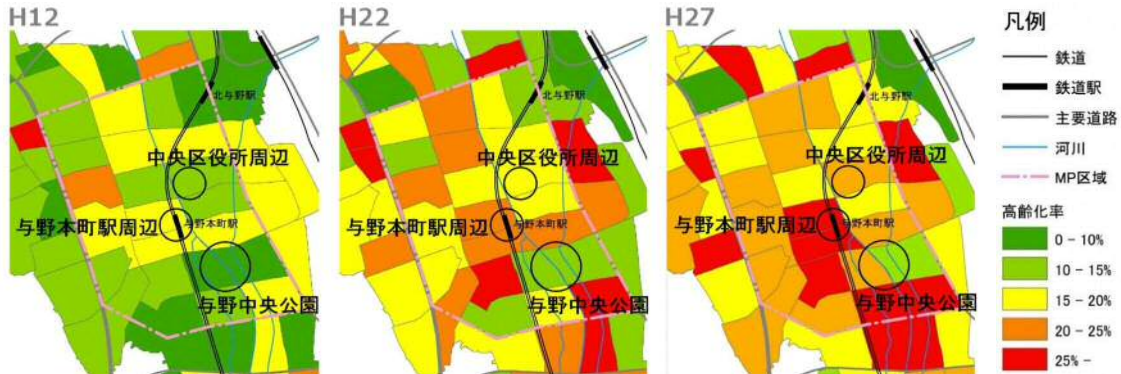 H12
北与野駅
中央区役所周辺
与野本町駅周辺
与野本町駅
与野中央公園
H22
北与野駅
中央区役所周辺
与野本町駅周辺
与野本町駅
与野中央公園
H27
北与野駅
中央区役所周辺
与野本町駅周辺
与野本町駅
与野中央公園
凡例
鉄道
鉄道駅
主要道路
河川
MP区域
高齢化率
0 - 10%
10 - 15%
15 - 20%
20 - 25%
25% -